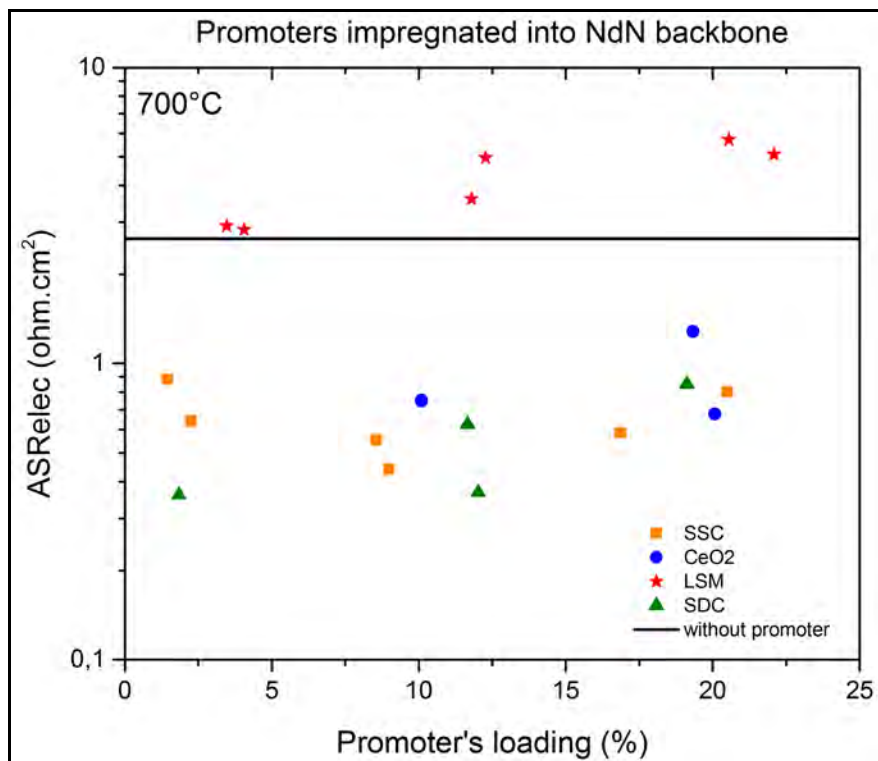 Promoters impregnated into NdN backbone
10
700°C
1
0,1
ASRelec (ohm.cm²)
SSC
CeO2
LSM
SDC
without promoter
0 5 10 15 20 25
Promoter's loading (%)